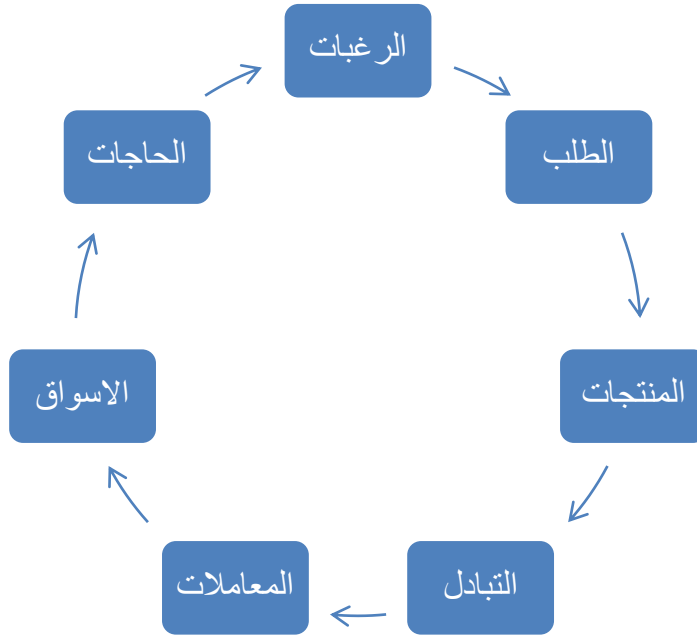 الرغبات
الطلب
المنتجات
التبادل
المعاملات
الاسواق
الحاجات